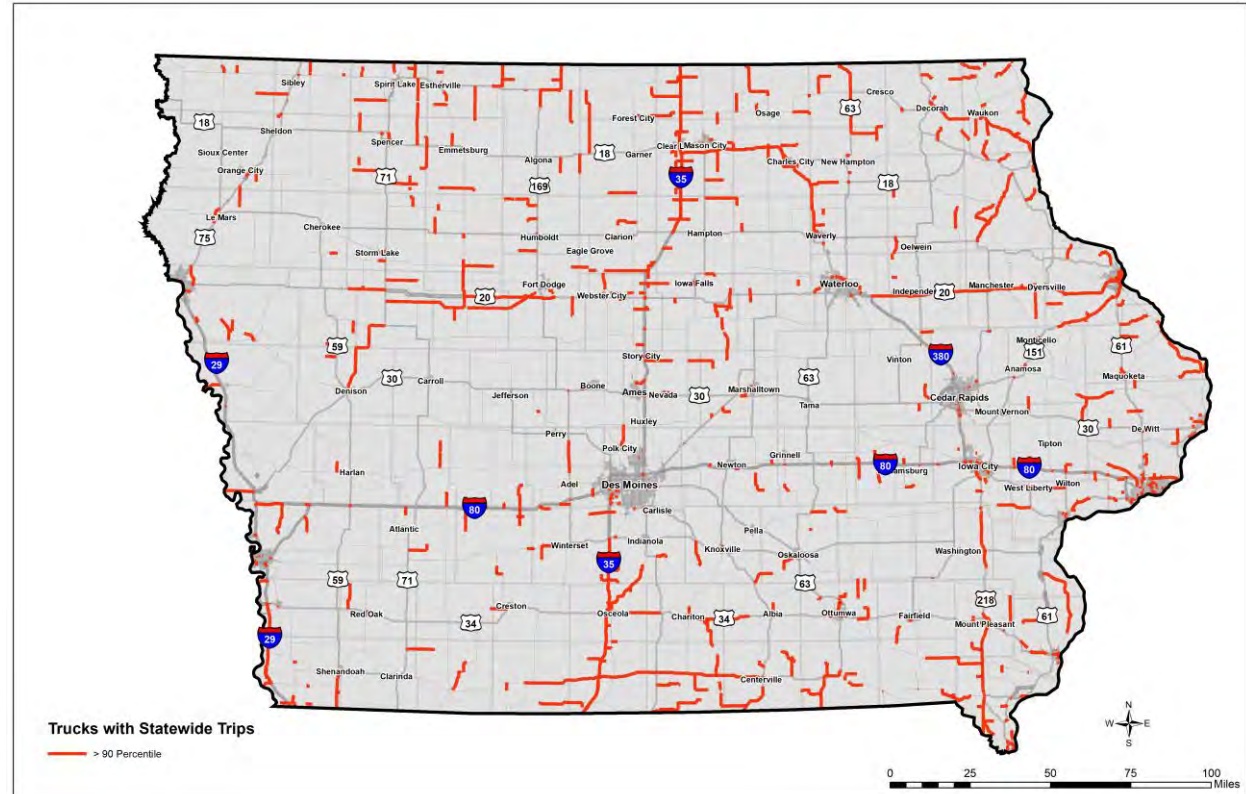 Sibley
Spirit Lake
Estherville
Cresco
63
Decorah
Waukon
Forest City
Osage
18
Sheldon
Spencer
Emmetsburg
Algona
18
Garner
Clear L
Mason City
Charles City
New Hampton
Sioux Center
Orange City
71
169
35
18
Le Mars
75
Cherokee
Storm Lake
Humboldt
Eagle Grove
Clarion
Hampton
Waverly
Oelwein
Fort Dodge
20
Webster City
Iowa Falls
Waterloo
Independen
20
Manchester
Dyersville
29
59
Story City
380
Vinton
Monticello
151
Anamosa
61
Maquoketa
Denison
30
Carroll
Jefferson
Boone
Ames
Nevada
30
Marshalltown
63
Tama
Cedar Rapids
Mount Vernon
30
De Witt
Huxley
Perry
Polk City
Tipton
Harlan
Adel
Des Moines
Newton
Grinnell
80
amsburg
Iowa City
80
West Liberty
Wilton
80
Atlantic
Carlisle
Winterset
Indianola
35
Knoxville
Pella
Oskaloosa
Washington
59
71
63
218
Red Oak
34
Creston
Osceola
Chariton
34
Albia
Ottumwa
Fairfield
Mount Pleasant
61
29
Shenandoah
Clarinda
Centerville
Trucks with Statewide Trips
> 90 Percentile
N
W
E
S
0
25
50
75
100
Miles